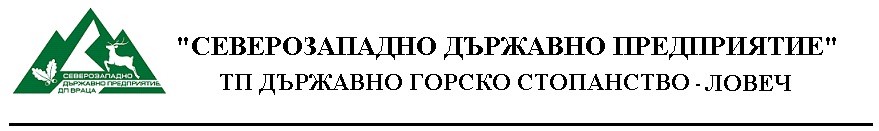 СЕВЕРОЗАПАДНО
ДЪРЖАВНО ПРЕДПРИЯТИЕ
ДП ВРАЦА
"СЕВЕРОЗАПАДНО ДЪРЖАВНО ПРЕДПРИЯТИЕ"
ТП ДЪРЖАВНО ГОРСКО СТОПАНСТВО - ЛОВЕЧ